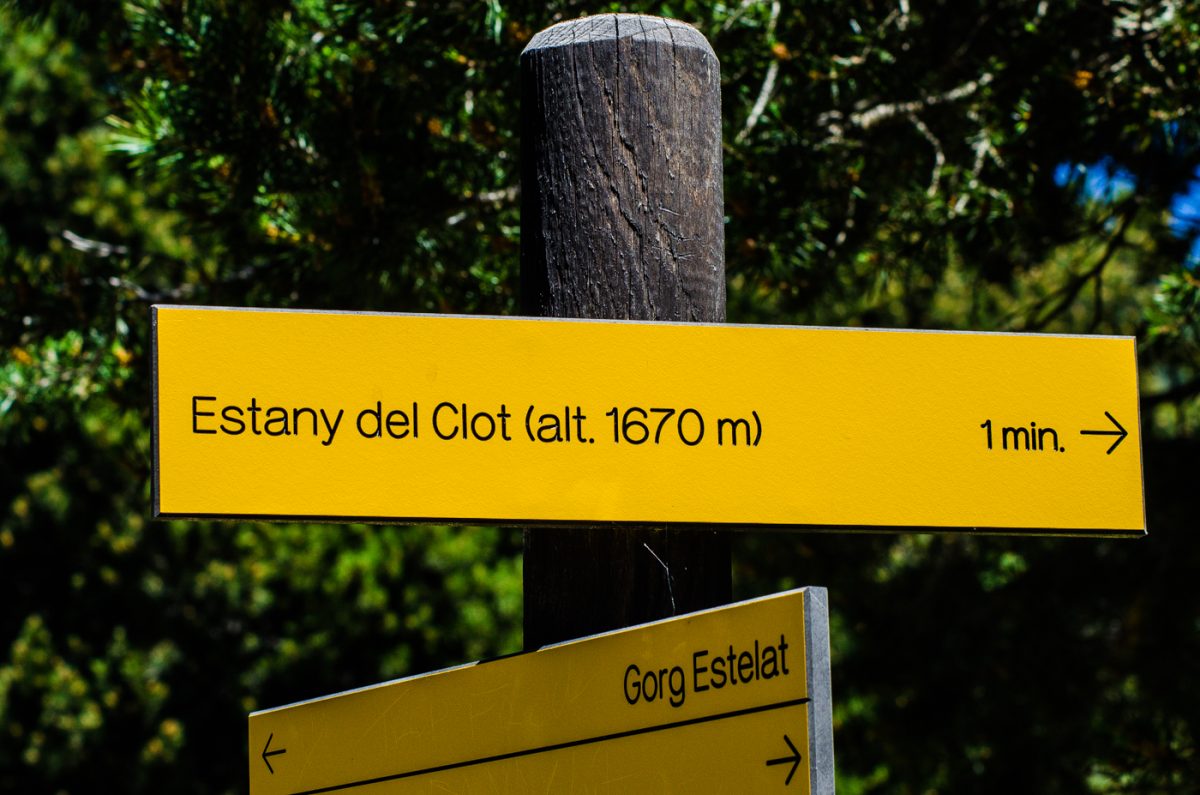 Estany del Clot (alt. 1670 m) 1 min. →
Gorg Estelat
←
→